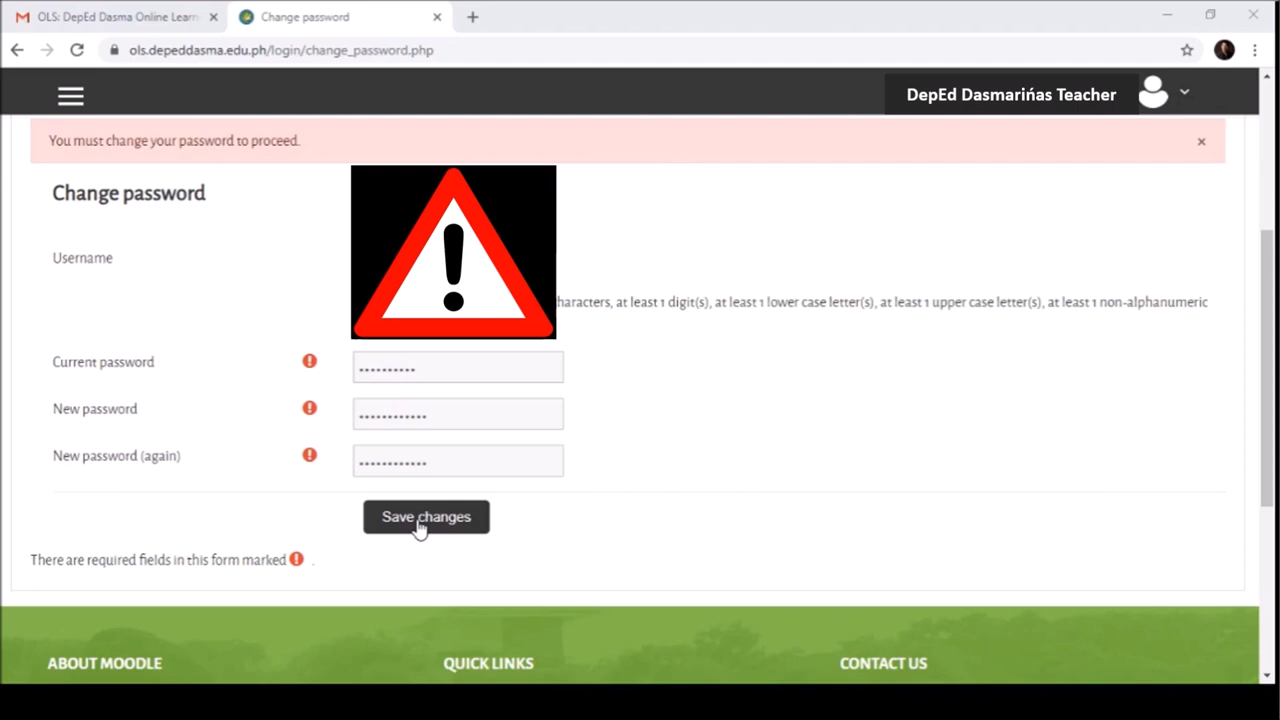 OLS: DepEd Dasma Online Learn
Change password
ols.depeddasma.edu.ph/login/change_password.php
DepEd Dasmarińas Teacher
You must change your password to proceed.
Change password
Username
haracters, at least 1 digit(s), at least 1 lower case letter(s), at least 1 upper case letter(s), at least 1 non-alphanumeric
Current password
New password
New password (again)
Save changes
There are required fields in this form marked .
ABOUT MOODLE
QUICK LINKS
CONTACT US